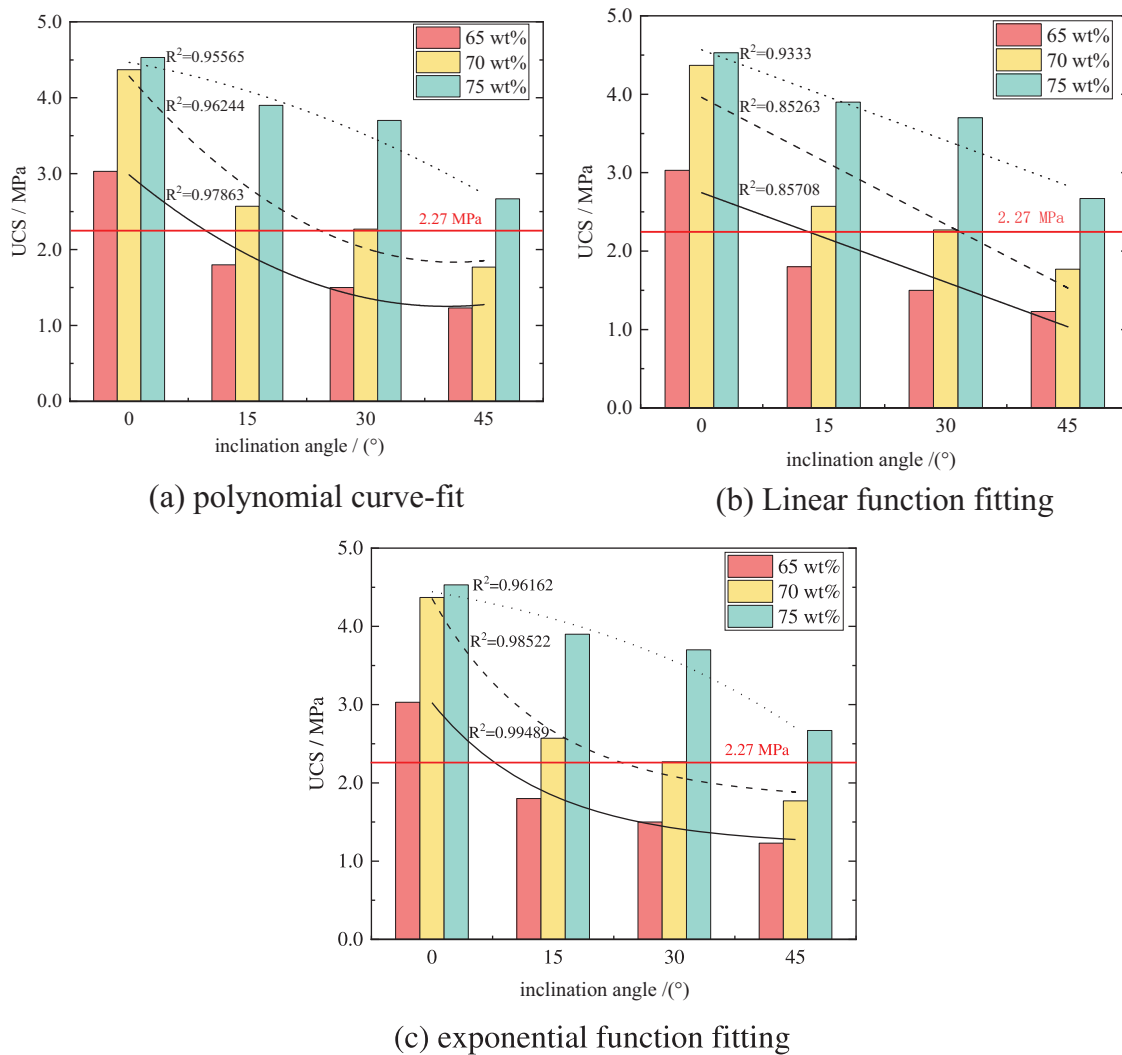 5.0
4.0
3.0
2.0
1.0
0.0
UCS / MPa
R²=0.95565
R²=0.96244
R²=0.97863
2.27 MPa
65 wt%
70 wt%
75 wt%
0
15
30
45
inclination angle / (°)
(a) polynomial curve-fit
5.0
4.0
3.0
2.0
1.0
0.0
UCS / MPa
R²=0.9333
R²=0.85263
R²=0.85708
2.27 MPa
65 wt%
70 wt%
75 wt%
0
15
30
45
inclination angle /(°)
(b) Linear function fitting
5.0
4.0
3.0
2.0
1.0
0.0
UCS / MPa
R²=0.96162
R²=0.98522
R²=0.99489
2.27 MPa
65 wt%
70 wt%
75 wt%
0
15
30
45
inclination angle /(°)
(c) exponential function fitting